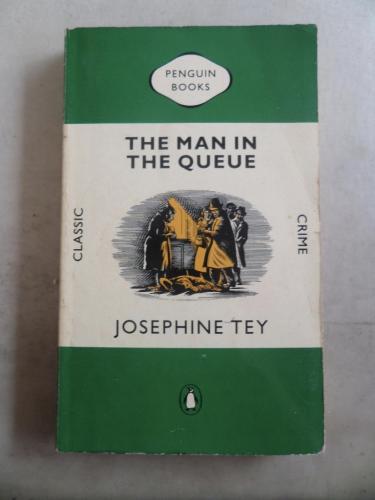 PENGUIN
BOOKS
THE MAN IN
THE QUEUE
CLASSIC
CRIME
JOSEPHINE TEY